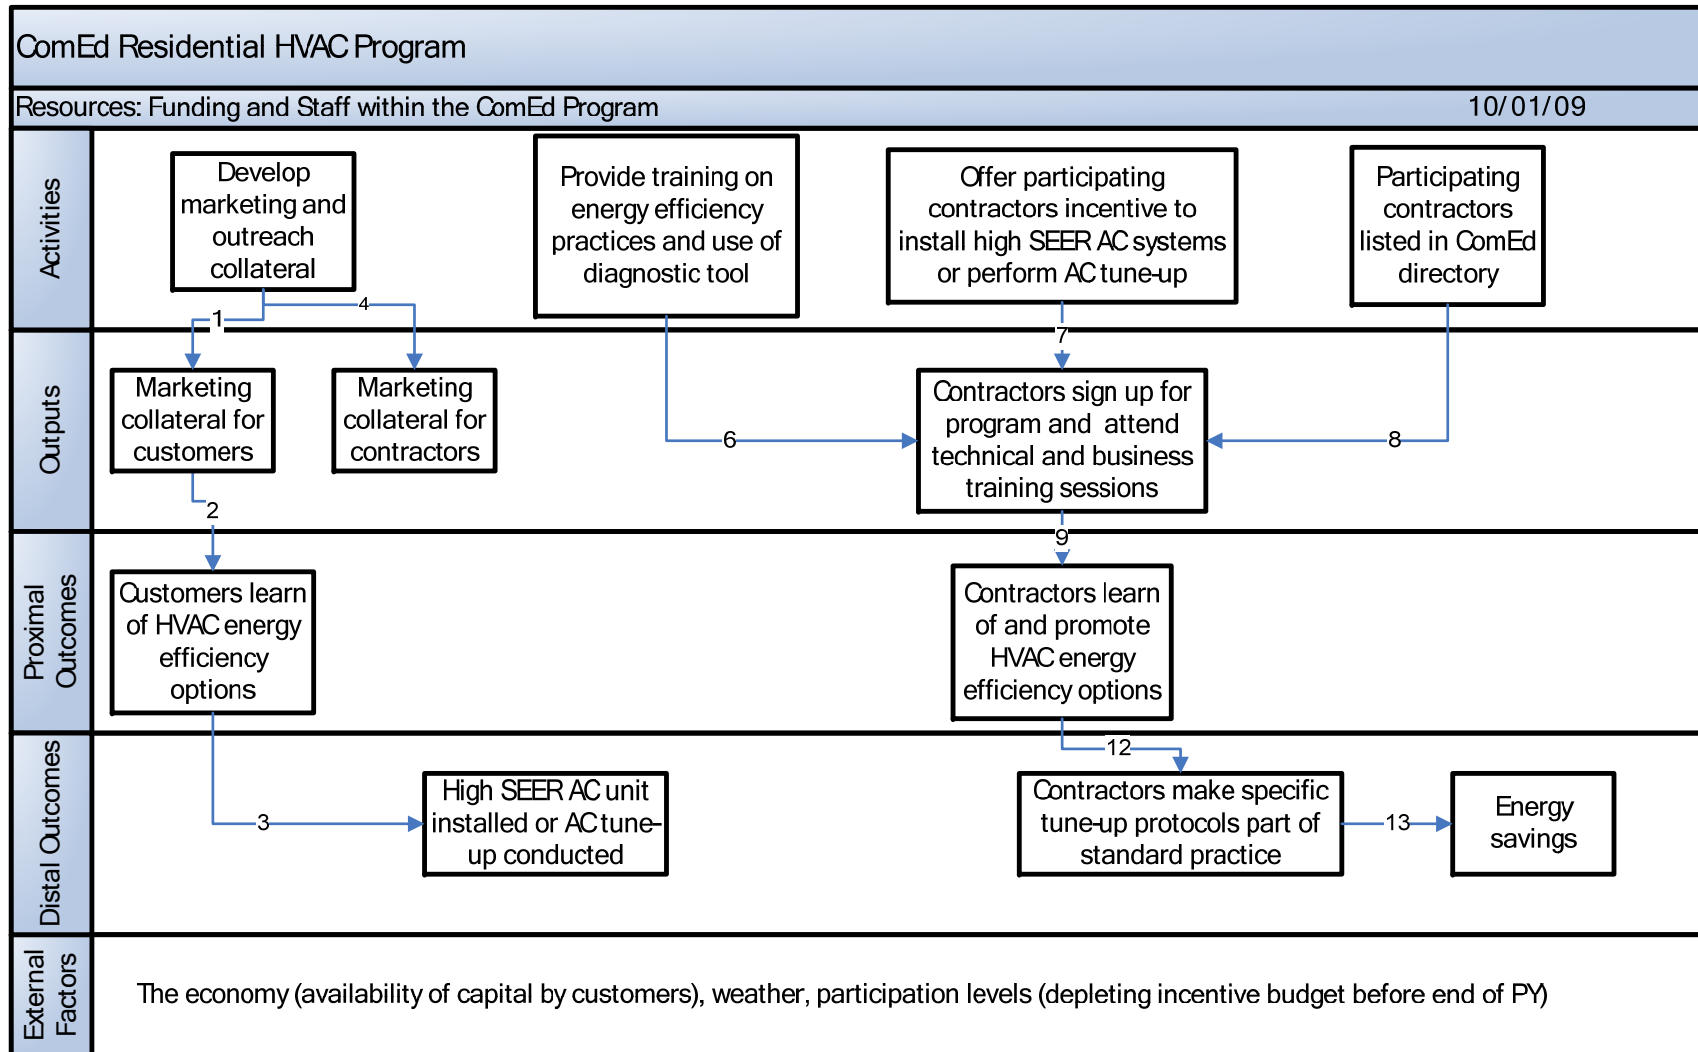 ComEd Residential HVAC Program
Resources: Funding and Staff within the ComEd Program
10/01/09
Activities
Develop
marketing and
outreach
collateral
Provide training on
energy efficiency
practices and use of
diagnostic tool
Offer participating
contractors incentive to
install high SEER AC systems
or perform AC tune-up
Participating
contractors
listed in ComEd
directory
1
4
7
Outputs
Marketing
collateral for
customers
Marketing
collateral for
contractors
6
Contractors sign up for
program and attend
technical and business
training sessions
8
2
9
Proximal
Outcomes
Customers learn
of HVAC energy
efficiency
options
Contractors learn
of and promote
HVAC energy
efficiency options
12
Distal Outcomes
3
High SEER AC unit
installed or AC tune-
up conducted
Contractors make specific
tune-up protocols part of
standard practice
13
Energy
savings
External
Factors
The economy (availability of capital by customers), weather, participation levels (depleting incentive budget before end of PY)